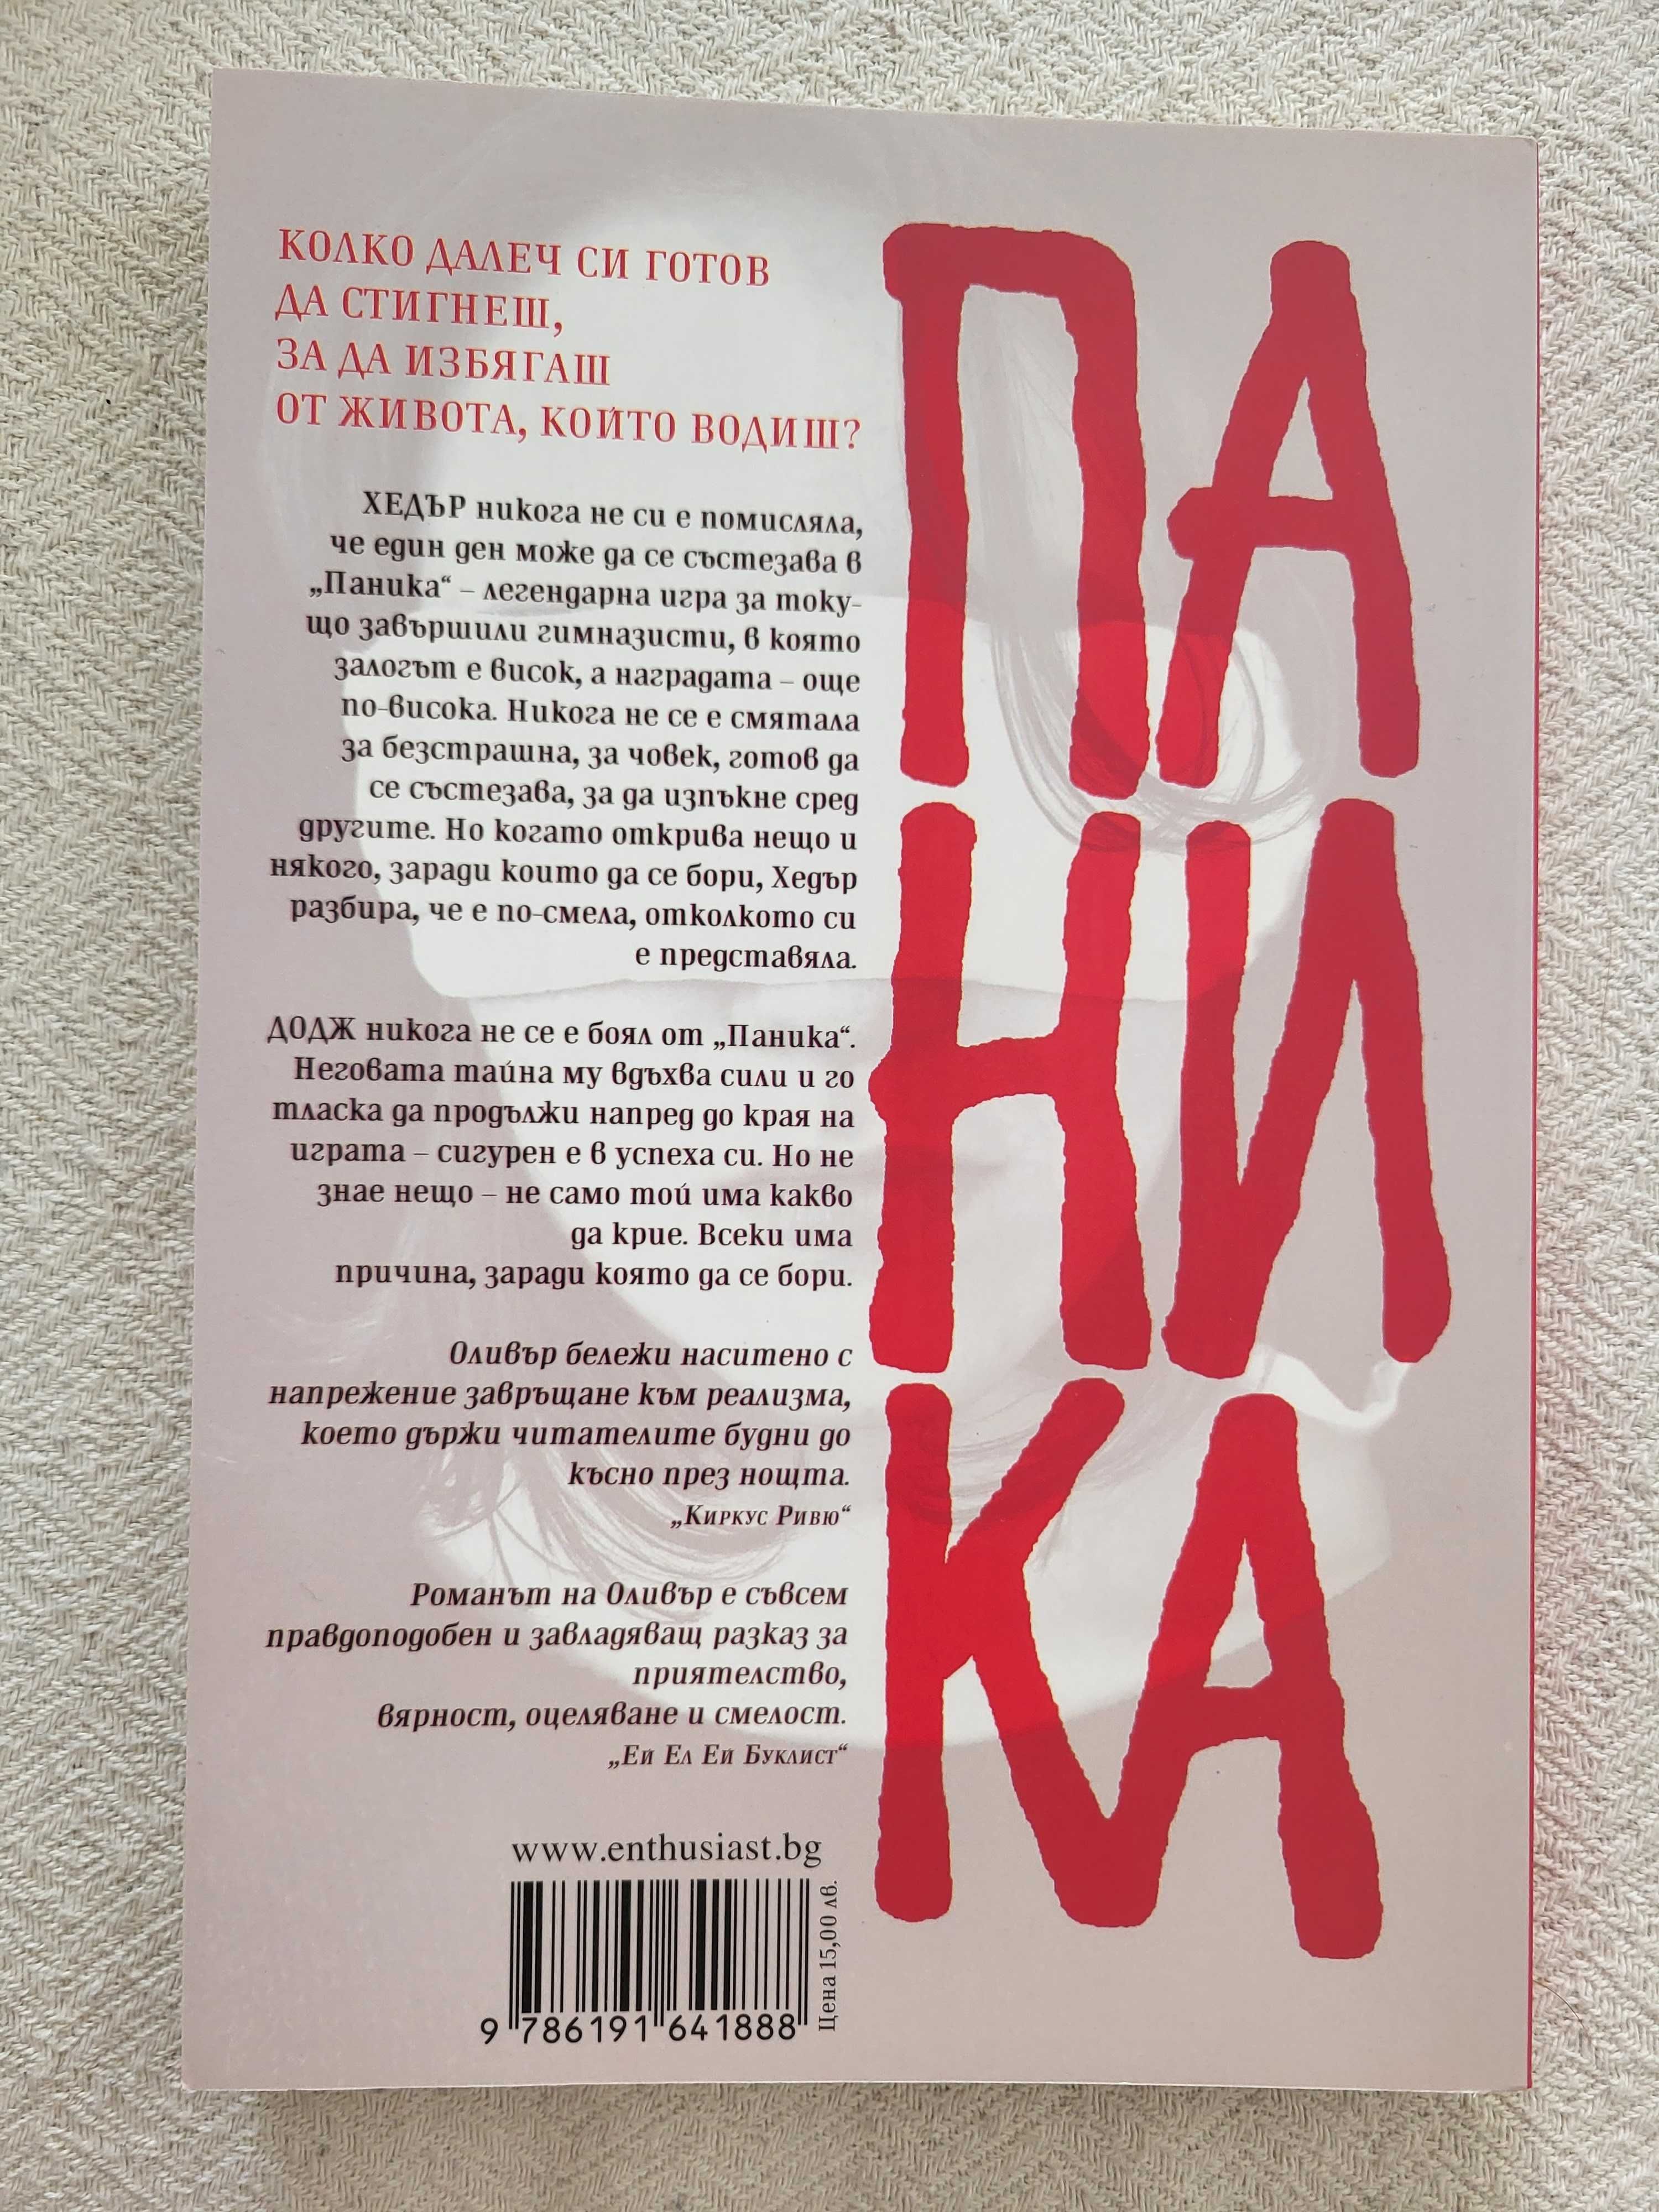 КОЛКО ДАЛЕЧ СИ ГОТОВ
ДА СТИГНЕШ,
ЗА ДА ИЗБЯГАШ
ОТ ЖИВОТА, КОЙТО ВОДИШ?
ХЕДЪР никога не си е помисляла,
че един ден може да се състезава в
„Паника“ – легендарна игра за току-
що завършили гимназисти, в която
залогът е висок, а наградата – още
по-висока. Никога не се е смятала
за безстрашна, за човек, готов да
се състезава, за да изпъкне сред
другите. Но когато открива нещо и
някого, заради които да се бори, Хедър
разбира, че е по-смела, отколкото си
е представяла.
ДОДЖ никога не се е боял от „Паника“.
Неговата тайна му вдъхва сили и го
тласка да продължи напред до края на
играта – сигурен е в успеха си. Но не
знае нещо – не само той има какво
да крие. Всеки има
причина, заради която да се бори.
Оливър бележи наситено с
напрежение завръщане към реализма,
което държи читателите будни до
късно през нощта.
„Киркус Ривю“
Романът на Оливър е съвсем
правдоподобен и завладяващ разказ за
приятелство,
вярност, оцеляване и смелост.
„Ей Ел Ей Буклист“
www.enthusiast.bg
9 786191 641888
Цена 15,00 лв.
ПА
НИ
КА